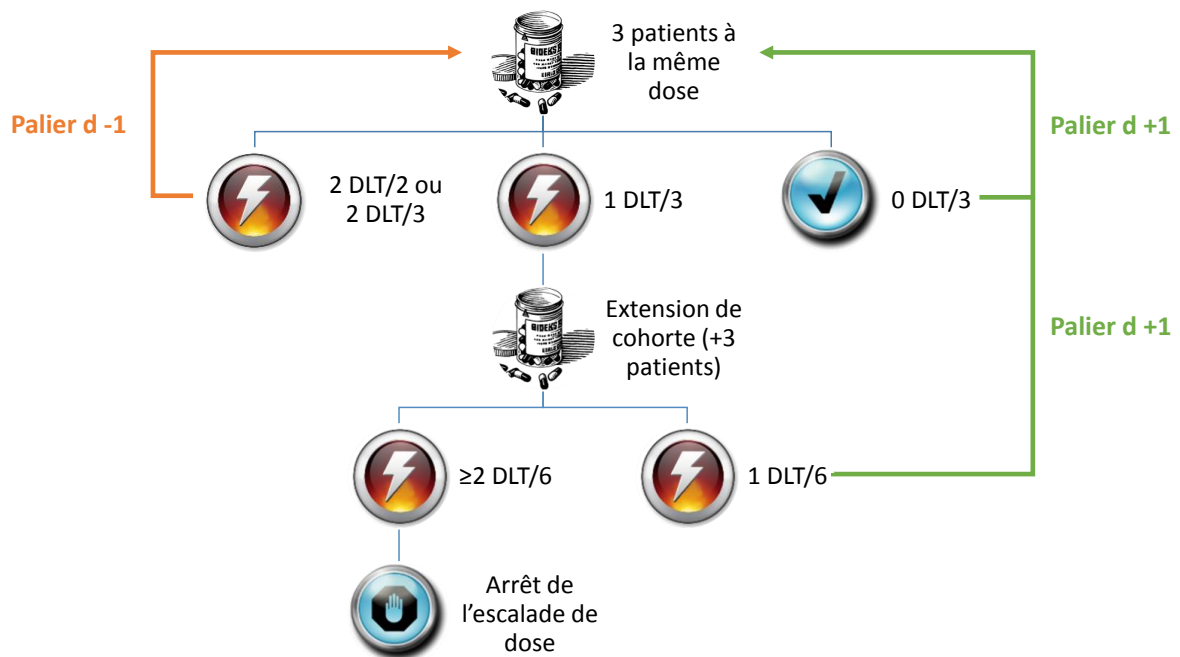 3 patients à
la même
dose
Palier d -1
Palier d +1
2 DLT/2 ou
2 DLT/3
1 DLT/3
0 DLT/3
Extension de
cohorte (+3
patients)
Palier d +1
≥2 DLT/6
1 DLT/6
Arrêt de
l’escalade de
dose